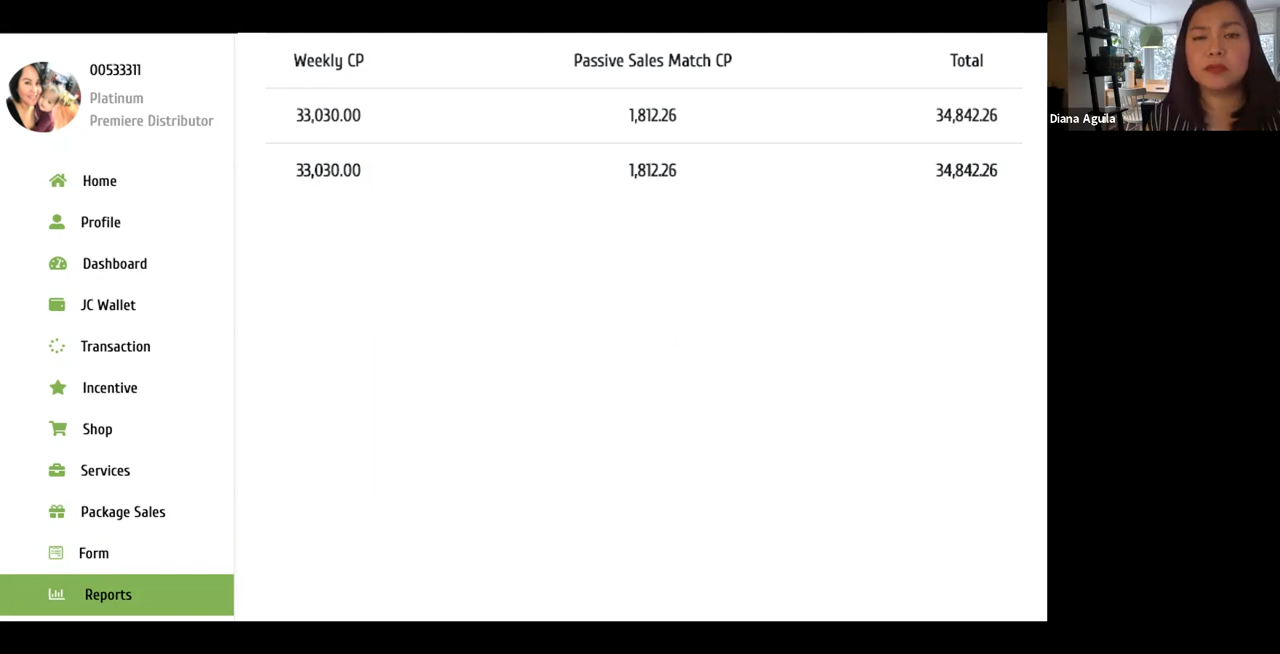 00533311
Platinum
Premiere Distributor
Home
Profile
Dashboard
JC Wallet
Transaction
Incentive
Shop
Services
Package Sales
Form
Reports
Weekly CP Passive Sales Match CP Total
33,030.00 1,812.26 34,842.26
33,030.00 1,812.26 34,842.26
Diana Aguila